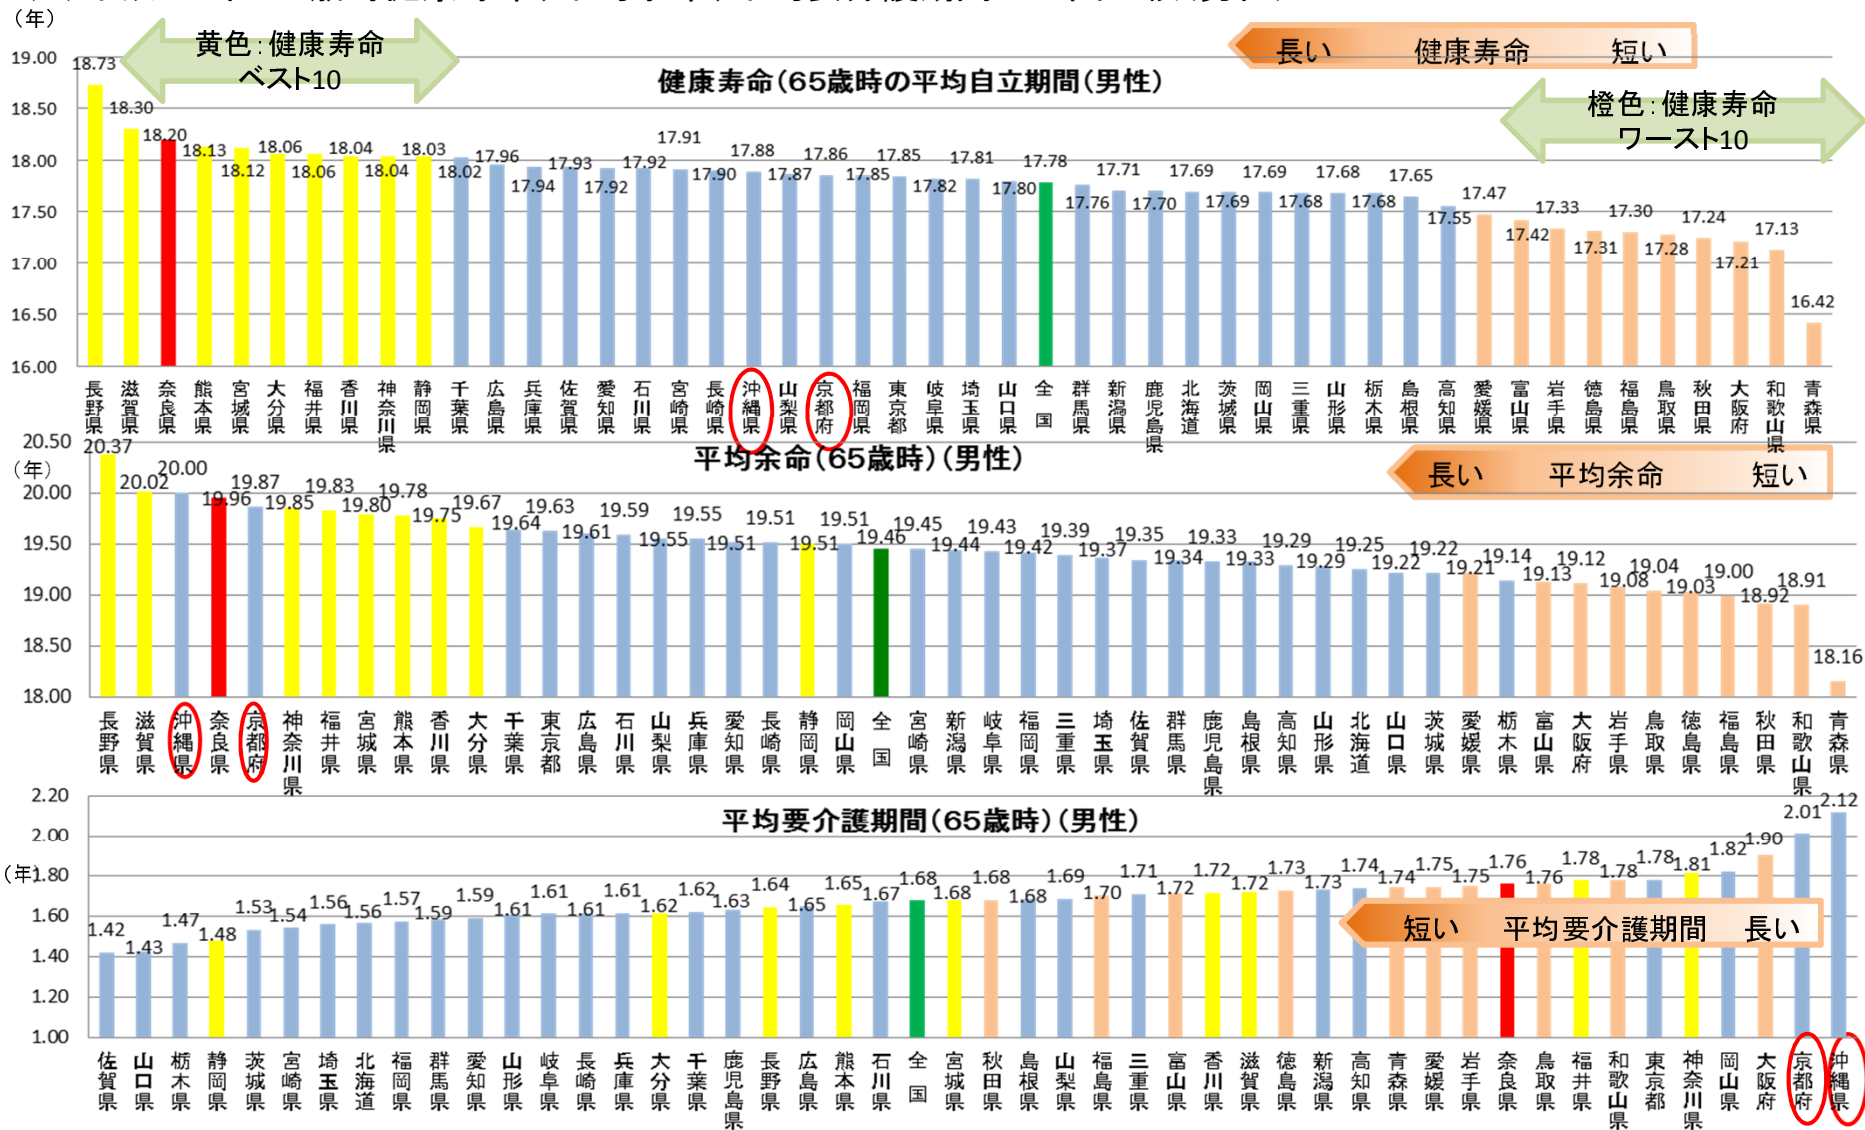 (年)
黄色：健康寿命
ベスト10
長い 健康寿命 短い
健康寿命(65歳時の平均自立期間(男性)
橙色：健康寿命
ワースト10
19.00
18.50
18.00
17.50
17.00
16.50
16.00
18.73 18.30 18.20 18.13 18.12 18.06 18.06 18.04 18.04 18.03 18.02 17.96 17.94 17.93 17.92 17.92 17.91 17.90 17.88 17.87 17.86 17.85 17.85 17.82 17.81 17.80 17.78 17.76 17.71 17.70 17.69 17.69 17.69 17.68 17.68 17.68 17.65 17.55 17.47 17.42 17.33 17.31 17.30 17.28 17.24 17.21 17.13 16.42
長野県 滋賀県 奈良県 熊本県 宮城県 大分県 福井県 香川県 神奈川県 静岡県 千葉県 広島県 兵庫県 佐賀県 愛知県 石川県 宮崎県 長崎県 沖縄県 山梨県 京都府 福岡県 東京都 岐阜県 埼玉県 山口県 全国 群馬県 新潟県 鹿児島県 北海道 茨城県 岡山県 三重県 山形県 栃木県 島根県 高知県 愛媛県 富山県 岩手県 徳島県 福島県 鳥取県 秋田県 大阪府 和歌山県 青森県
平均余命(65歳時)(男性)
長い 平均余命 短い
(年)
20.50
20.00
19.50
19.00
18.50
18.00
20.37 20.02 20.00 19.96 19.87 19.85 19.83 19.80 19.78 19.75 19.67 19.64 19.63 19.61 19.59 19.55 19.55 19.51 19.51 19.51 19.51 19.46 19.45 19.44 19.43 19.42 19.39 19.37 19.35 19.34 19.33 19.33 19.29 19.29 19.25 19.22 19.22 19.21 19.14 19.13 19.12 19.08 19.04 19.03 19.00 18.92 18.91 18.16
長野県 滋賀県 沖縄県 奈良県 京都府 神奈川県 福井県 宮城県 熊本県 香川県 大分県 千葉県 東京都 広島県 石川県 山梨県 兵庫県 愛知県 長崎県 静岡県 岡山県 全国 宮崎県 新潟県 岐阜県 福岡県 三重県 埼玉県 佐賀県 群馬県 鹿児島県 島根県 高知県 山形県 北海道 山口県 茨城県 愛媛県 栃木県 富山県 大阪府 岩手県 鳥取県 徳島県 福島県 秋田県 和歌山県 青森県
平均要介護期間(65歳時)(男性)
(年)
2.20
2.00
1.80
1.60
1.40
1.20
1.00
1.42 1.43 1.47 1.48 1.53 1.54 1.56 1.56 1.57 1.59 1.59 1.61 1.61 1.61 1.61 1.62 1.62 1.63 1.64 1.65 1.65 1.67 1.68 1.68 1.68 1.68 1.69 1.70 1.71 1.72 1.72 1.72 1.73 1.73 1.74 1.74 1.75 1.75 1.76 1.76 1.78 1.78 1.78 1.81 1.82 1.90 2.01 2.12
短い 平均要介護期間 長い
佐賀県 山口県 栃木県 静岡県 茨城県 宮崎県 埼玉県 北海道 福岡県 群馬県 愛知県 山形県 岐阜県 長崎県 兵庫県 大分県 千葉県 鹿児島県 長野県 広島県 熊本県 石川県 全国 宮城県 秋田県 島根県 山梨県 福島県 三重県 富山県 香川県 滋賀県 徳島県 新潟県 高知県 青森県 愛媛県 岩手県 奈良県 鳥取県 福井県 和歌山県 東京都 神奈川県 岡山県 大阪府 京都府 沖縄県